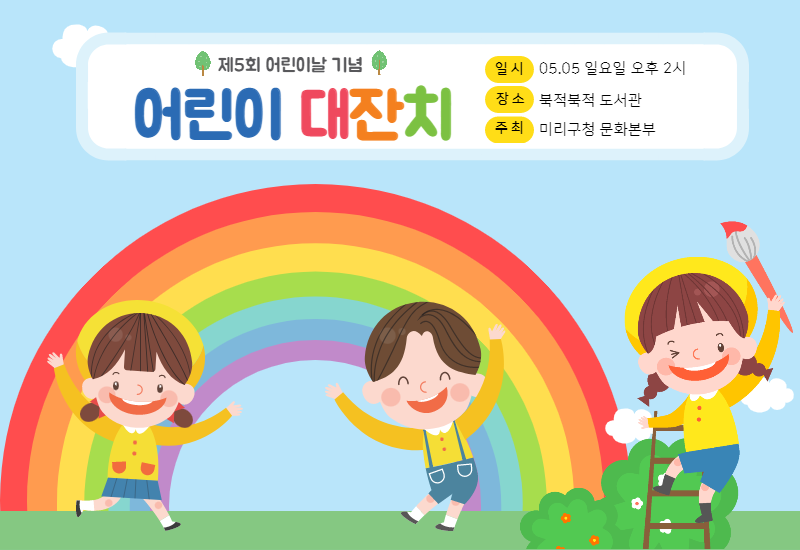 제5회 어린이날 기념
어린이 대잔치
일시 05.05 일요일 오후 2시
장소 북적북적 도서관
주최 미리구청 문화본부